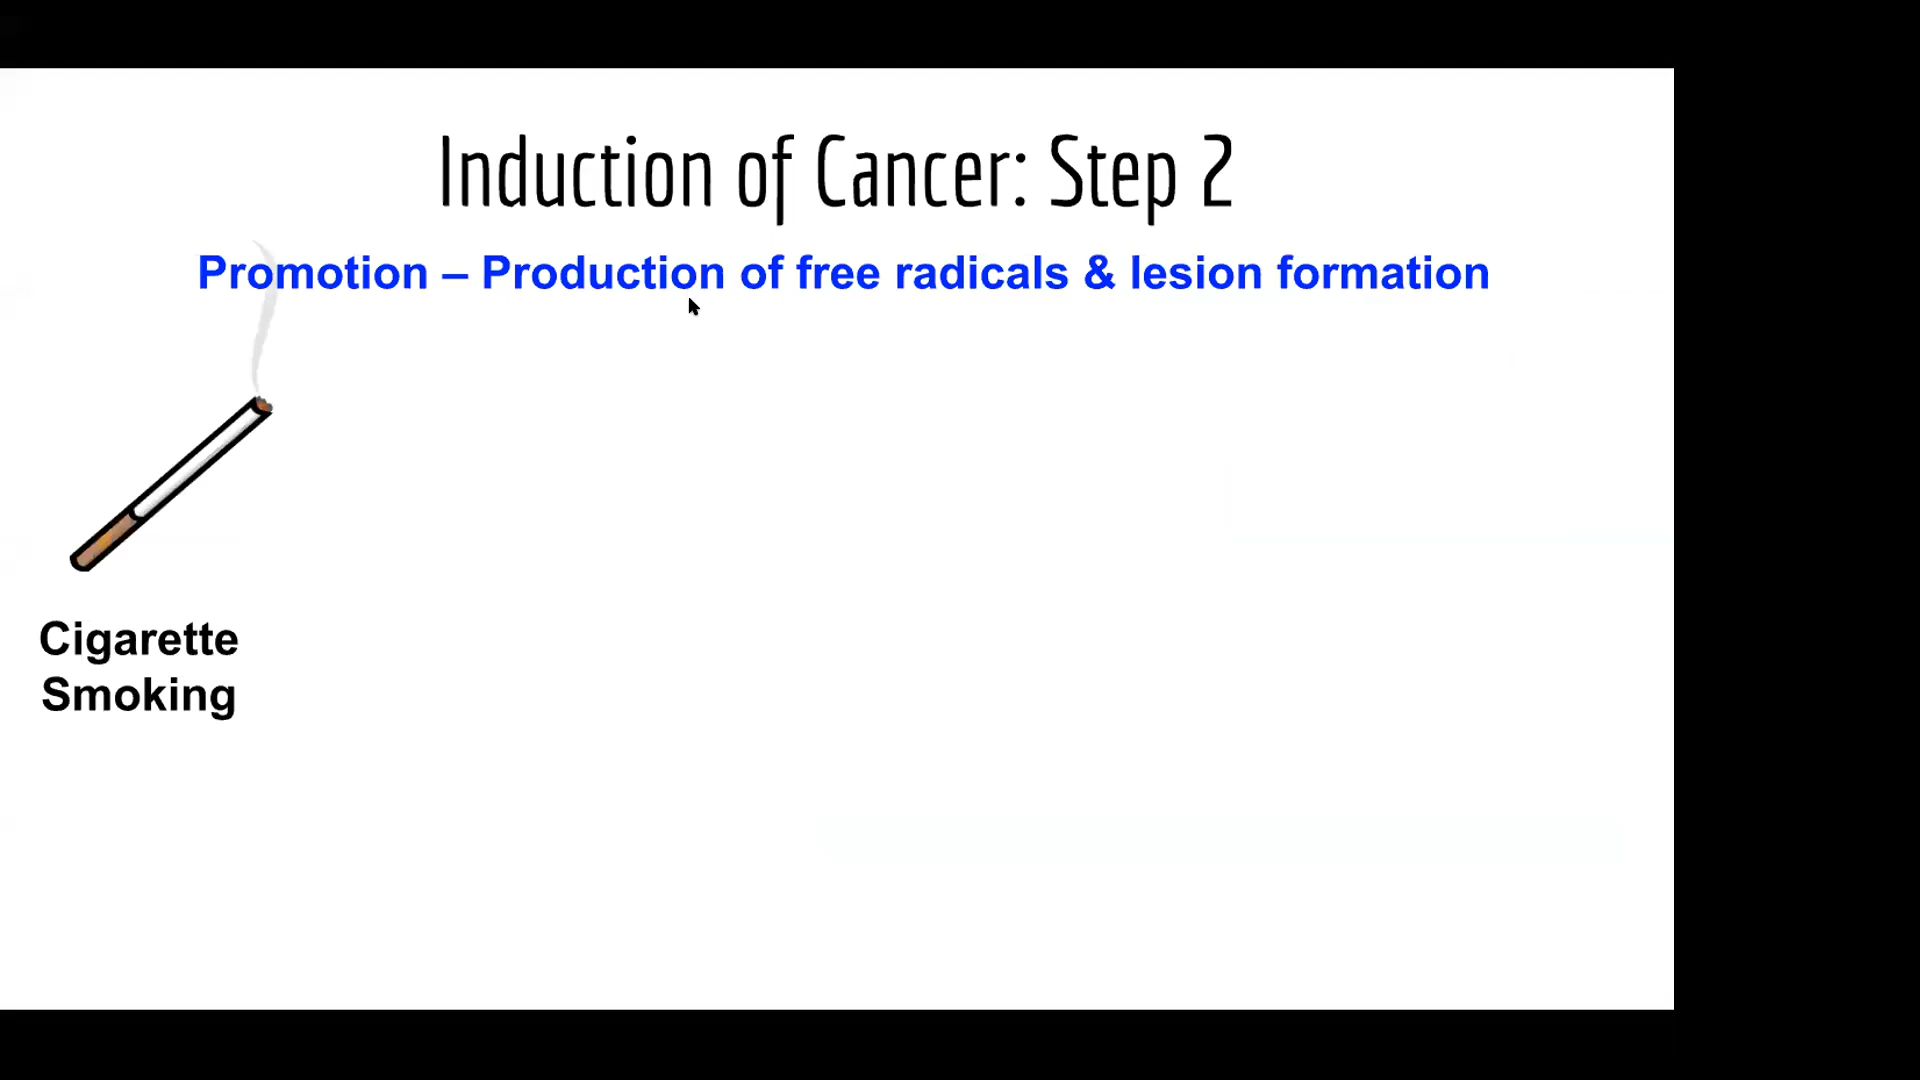 Induction of Cancer: Step 2
Promotion – Production of free radicals & lesion formation
Cigarette
Smoking